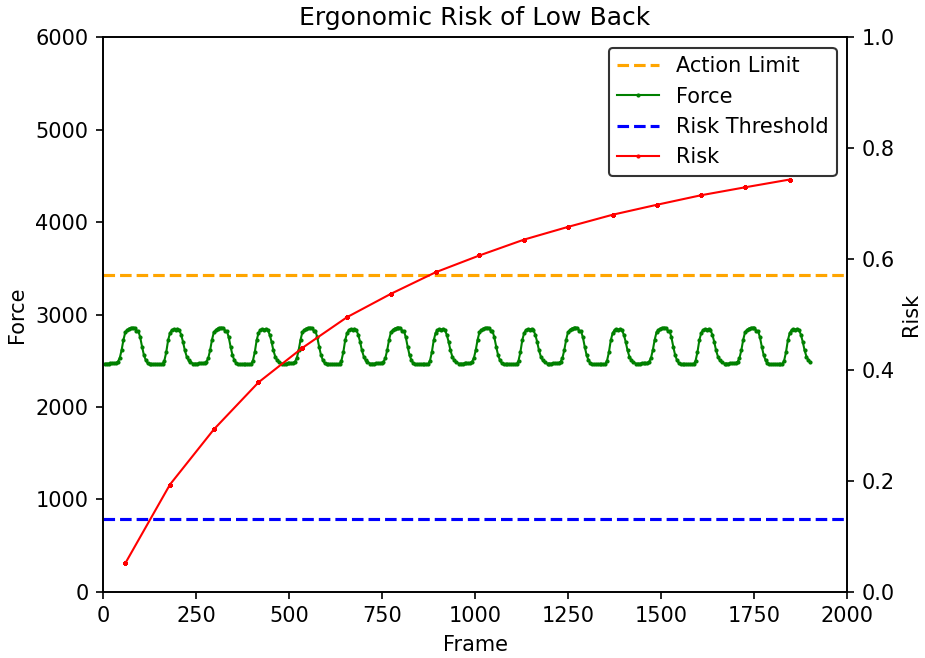 Ergonomic Risk of Low Back
6000
5000
4000
3000
2000
1000
0
Force
1.0
0.8
0.6
0.4
0.2
0.0
Risk
Action Limit
Force
Risk Threshold
Risk
0 250 500 750 1000 1250 1500 1750 2000
Frame